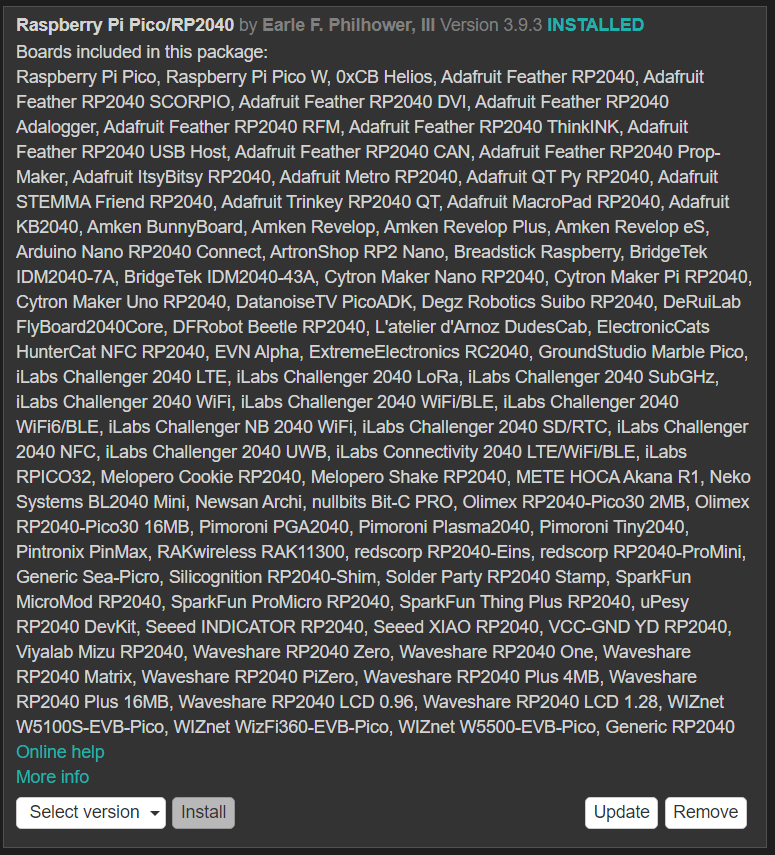 Raspberry Pi Pico/RP2040 by Earle F. Philhower, III Version 3.9.3 INSTALLED
Boards included in this package:
Raspberry Pi Pico, Raspberry Pi Pico W, 0xCB Helios, Adafruit Feather RP2040, Adafruit
Feather RP2040 SCORPIO, Adafruit Feather RP2040 DVI, Adafruit Feather RP2040
Adalogger, Adafruit Feather RP2040 RFM, Adafruit Feather RP2040 ThinkINK, Adafruit
Feather RP2040 USB Host, Adafruit Feather RP2040 CAN, Adafruit Feather RP2040 Prop-
Maker, Adafruit ItsyBitsy RP2040, Adafruit Metro RP2040, Adafruit QT Py RP2040, Adafruit
STEMMA Friend RP2040, Adafruit Trinkey RP2040 QT, Adafruit MacroPad RP2040, Adafruit
KB2040, Amken BunnyBoard, Amken Revelop, Amken Revelop Plus, Amken Revelop eS,
Arduino Nano RP2040 Connect, ArtronShop RP2 Nano, Breadstick Raspberry, BridgeTek
IDM2040-7A, BridgeTek IDM2040-43A, Cytron Maker Nano RP2040, Cytron Maker Pi RP2040,
Cytron Maker Uno RP2040, DatanoiseTV PicoADK, Degz Robotics Suibo RP2040, DeRuiLab
FlyBoard2040Core, DFRobot Beetle RP2040, L'atelier d'Arnoz DudesCab, ElectronicCats
HunterCat NFC RP2040, EVN Alpha, ExtremeElectronics RC2040, GroundStudio Marble Pico,
iLabs Challenger 2040 LTE, iLabs Challenger 2040 LoRa, iLabs Challenger 2040 SubGHz,
iLabs Challenger 2040 WiFi, iLabs Challenger 2040 WiFi/BLE, iLabs Challenger 2040
WiFi6/BLE, iLabs Challenger NB 2040 WiFi, iLabs Challenger 2040 SD/RTC, iLabs Challenger
2040 NFC, iLabs Challenger 2040 UWB, iLabs Connectivity 2040 LTE/WiFi/BLE, iLabs
RPICO32, Melopero Cookie RP2040, Melopero Shake RP2040, METE HOCA Akana R1, Neko
Systems BL2040 Mini, Newsan Archi, nullbits Bit-C PRO, Olimex RP2040-Pico30 2MB, Olimex
RP2040-Pico30 16MB, Pimoroni PGA2040, Pimoroni Plasma2040, Pimoroni Tiny2040,
Pintronix PinMax, RAKwireless RAK11300, redscorp RP2040-Eins, redscorp RP2040-ProMini,
Generic Sea-Picro, Silicognition RP2040-Shim, Solder Party RP2040 Stamp, SparkFun
MicroMod RP2040, SparkFun ProMicro RP2040, SparkFun Thing Plus RP2040, uPesy
RP2040 DevKit, Seeed INDICATOR RP2040, Seeed XIAO RP2040, VCC-GND YD RP2040,
Viyalab Mizu RP2040, Waveshare RP2040 Zero, Waveshare RP2040 One, Waveshare
RP2040 Matrix, Waveshare RP2040 PiZero, Waveshare RP2040 Plus 4MB, Waveshare
RP2040 Plus 16MB, Waveshare RP2040 LCD 0.96, Waveshare RP2040 LCD 1.28, WIZnet
W5100S-EVB-Pico, WIZnet WizFi360-EVB-Pico, WIZnet W5500-EVB-Pico, Generic RP2040
Online help
More info
Select version Install Update Remove